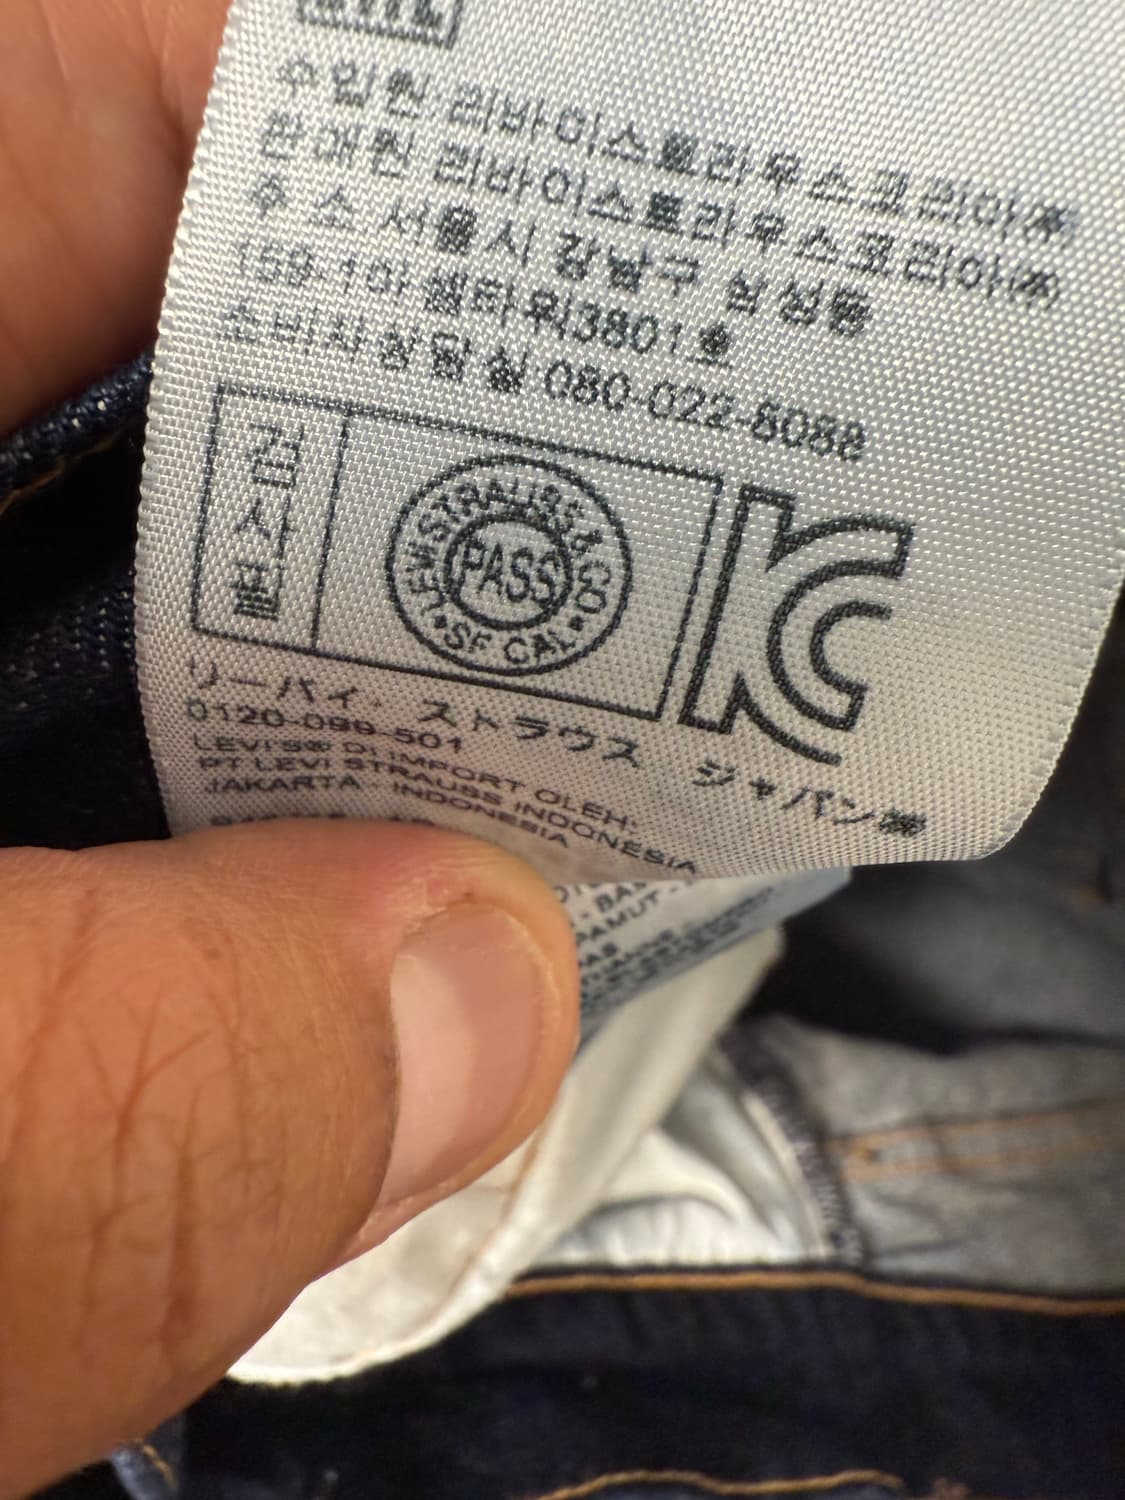 수입원 리바이스트라우스코리아㈜
판매원 리바이스트라우스코리아㈜
주 소 서울시 강남구 삼성동
159-10아셈타워3801호
소비자상담실:080-022-8088
검사필
•LEVI STRAUSS & CO•
PASS
SF CAL
KC
リーバイ・ストラウス ジャパン㈱
0120-099-501
LEVI'S® DI IMPORT OLEH:
PT LEVI STRAUSS INDONESIA
JAKARTA - INDONESIA
PAMUT -